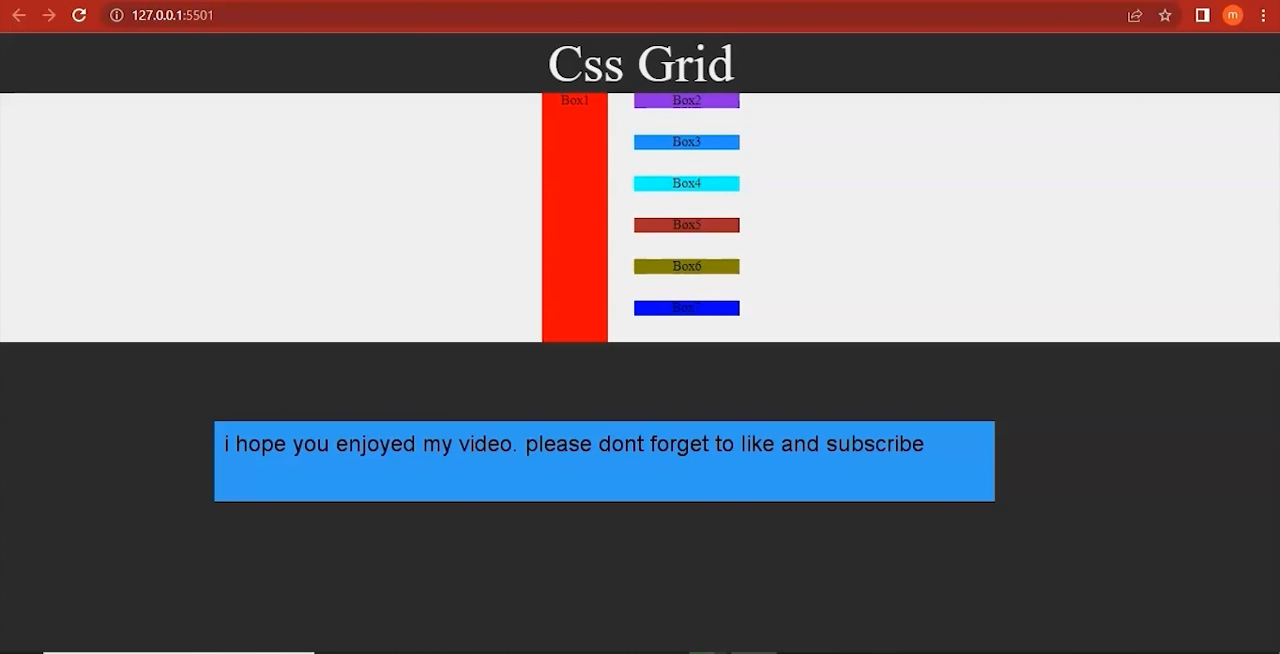 127.0.0.1:5501
m
Css Grid
Box1
Box2
Box3
Box4
Box5
Box6
Box7
i hope you enjoyed my video. please dont forget to like and subscribe